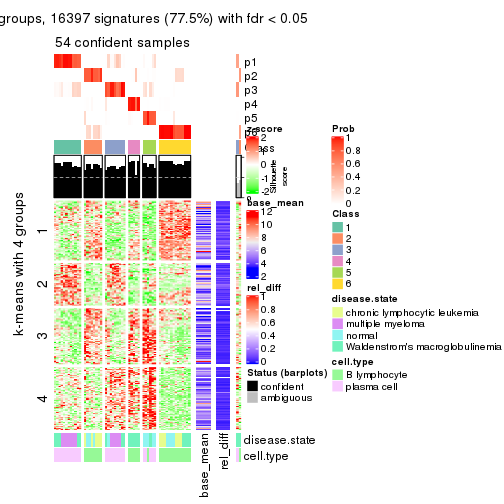 groups, 16397 signatures (77.5%) with fdr < 0.05
54 confident samples
p1
p2
p3
p4
p5
p6
Class
Silhouette
score
k-means with 4 groups
1
2
3
4
base_mean
rel_diff
disease.state
cell.type
z-score
2
1
0
-1
-2
base_mean
12
10
8
6
4
2
rel_diff
1
0.8
0.6
0.4
0.2
0
Status (barplots)
confident
ambiguous
Prob
1
0.8
0.6
0.4
0.2
0
Class
1
2
3
4
5
6
disease.state
chronic lymphocytic leukemia
multiple myeloma
normal
Waldenstrom's macroglobulinemia
cell.type
B lymphocyte
plasma cell